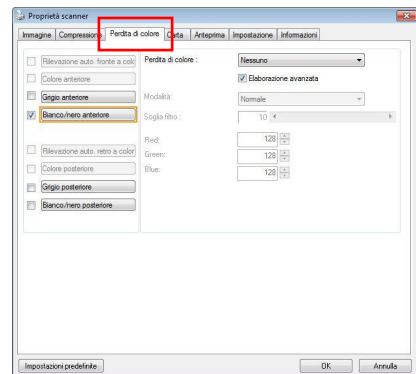 Proprietà scanner
Immagine Compressione Perdita di colore Carta Anteprima Impostazione Informazioni
Rilevazione auto. fronte a colo
Colore anteriore
Grigio anteriore
Bianco/nero anteriore
Rilevazione auto. retro a color
Colore posteriore
Grigio posteriore
Bianco/nero posteriore
Perdita di colore : Nessuno
Elaborazione avanzata
Modalità: Normale
Soglia filtro : 10
Red: 128
Green: 128
Blue: 128
Impostazioni predefinite OK Annulla